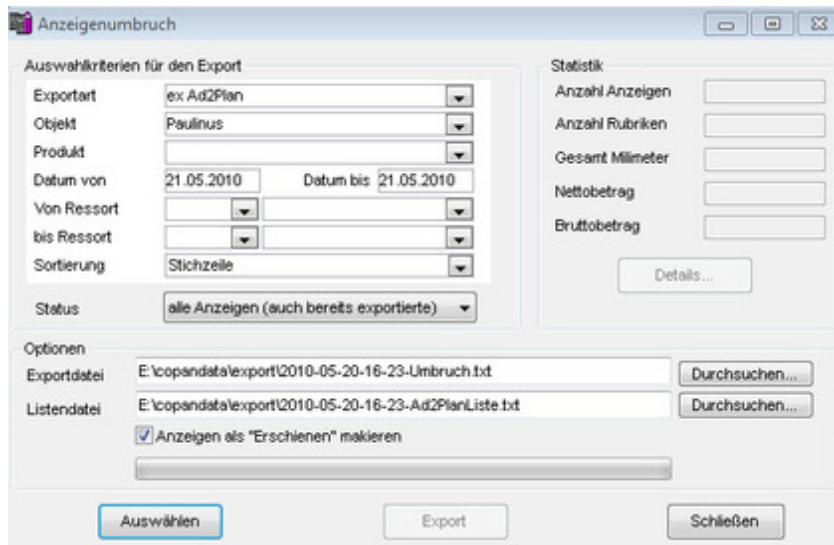 Anzeigenumbruch
Auswahlkriterien für den Export
Exportart ex Ad2Plan
Objekt Paulinus
Produkt
Datum von 21.05.2010 Datum bis 21.05.2010
Von Ressort
bis Ressort
Sortierung Stichzeile
Status alle Anzeigen (auch bereits exportierte)
Statistik
Anzahl Anzeigen
Anzahl Rubriken
Gesamt Milimeter
Nettobetrag
Bruttobetrag
Details...
Optionen
Exportdatei E:\copandata\export\2010-05-20-16-23-Umbruch.txt Durchsuchen...
Listendatei E:\copandata\export\2010-05-20-16-23-Ad2PlanListe.txt Durchsuchen...
Anzeigen als "Erschienen" makieren
Auswählen Export Schließen